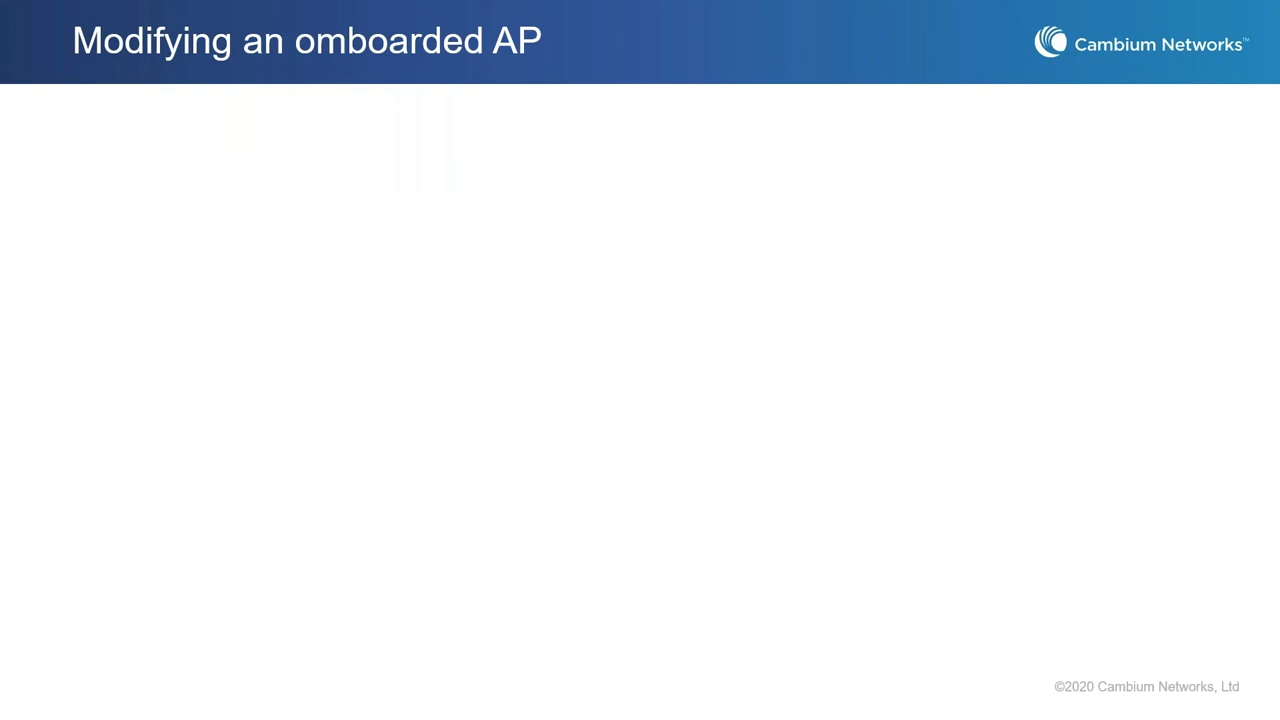 Modifying an omboarded AP
Cambium Networks™
©2020 Cambium Networks, Ltd